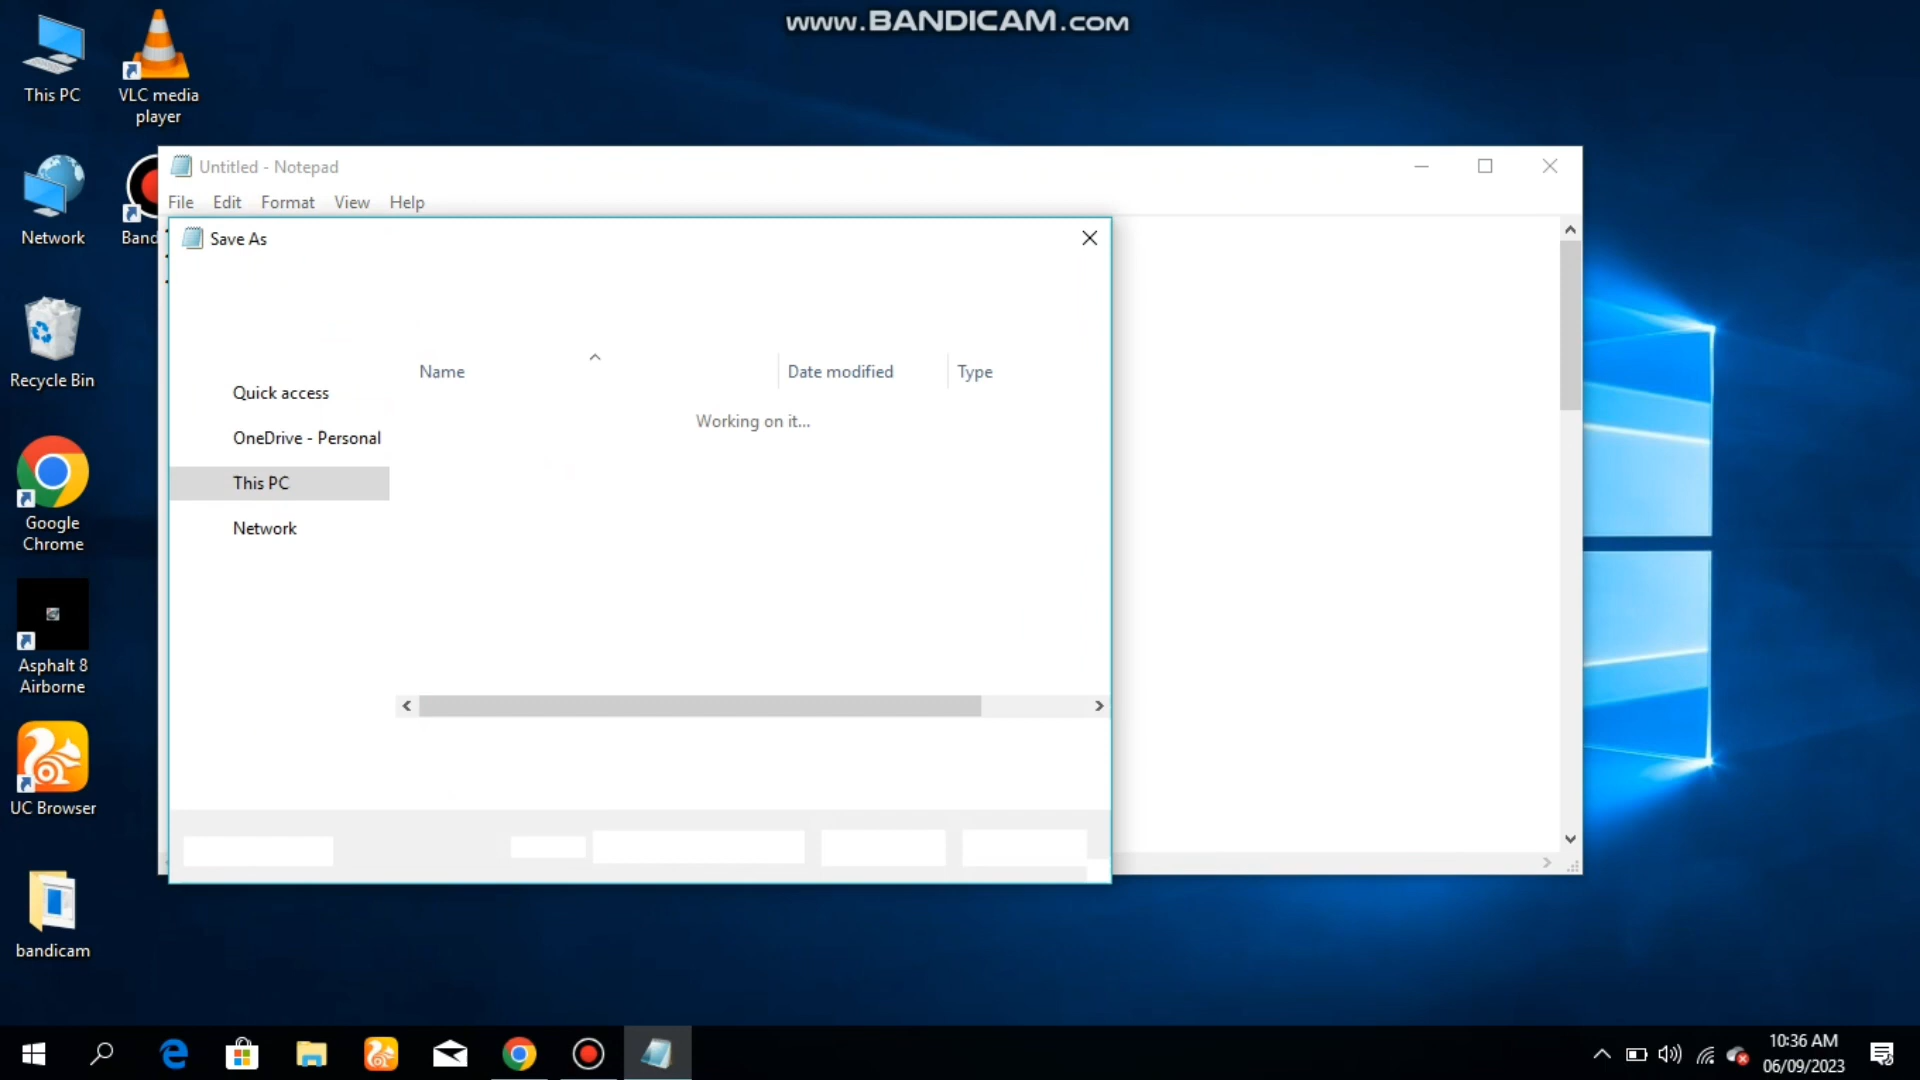 www.BANDICAM.com
This PC
VLC media
player
Network
Band
Recycle Bin
Google
Chrome
Asphalt 8
Airborne
UC Browser
bandicam
Untitled - Notepad
File Edit Format View Help
Save As
Name Date modified Type
Working on it...
Quick access
OneDrive - Personal
This PC
Network
10:36 AM
06/09/2023